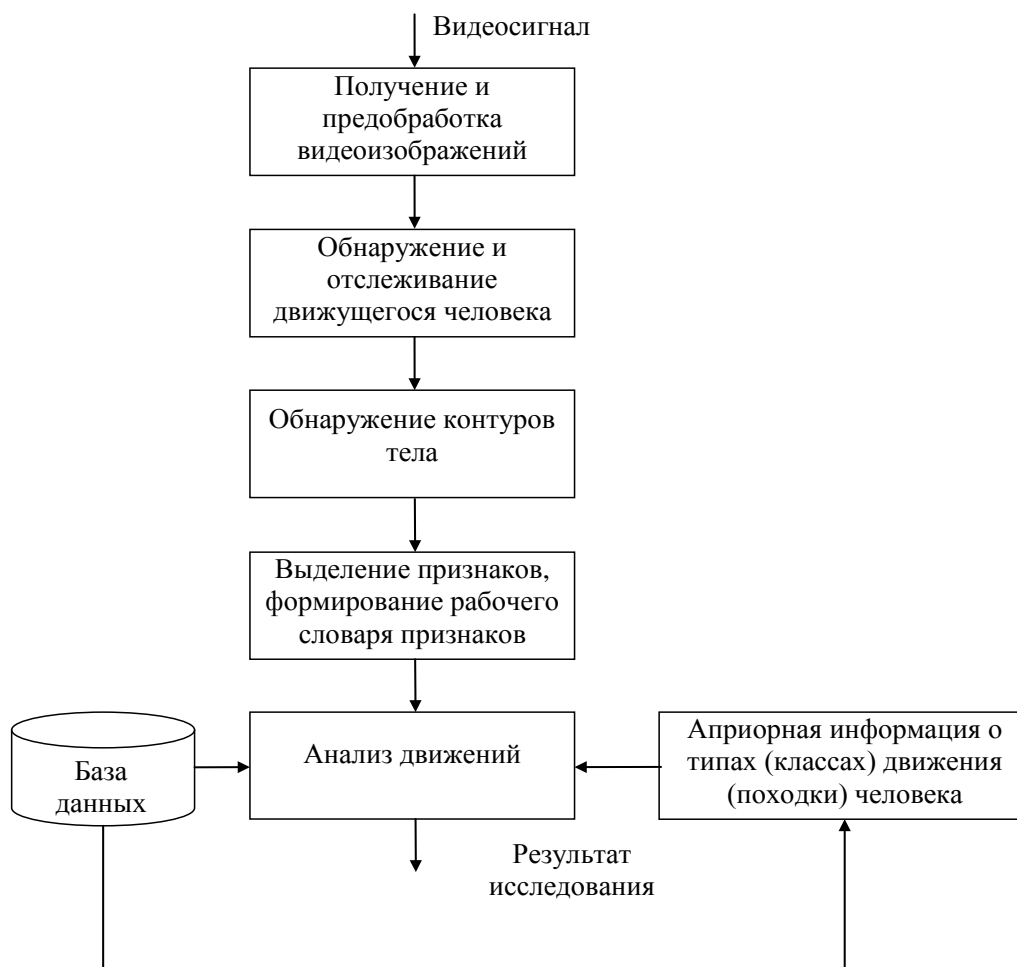 Видеосигнал
Получение и
предобработка
видеоизображений
Обнаружение и
отслеживание
движущегося человека
Обнаружение контуров
тела
Выделение признаков,
формирование рабочего
словаря признаков
База
данных
Анализ движений
Априорная информация о
типах (классах) движения
(походки) человека
Результат
исследования